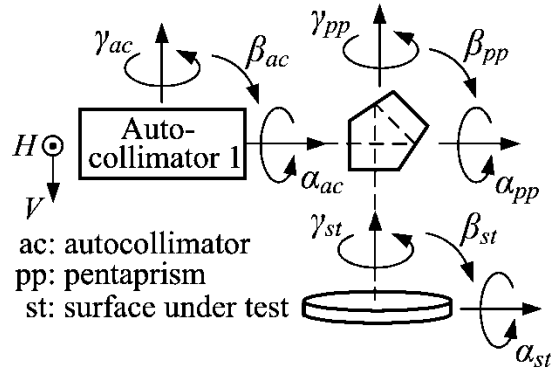 γac
βac
γpp
βpp
Auto-
collimator 1
H
V
αac
αpp
γst
βst
ac: autocollimator
pp: pentaprism
st: surface under test
αst